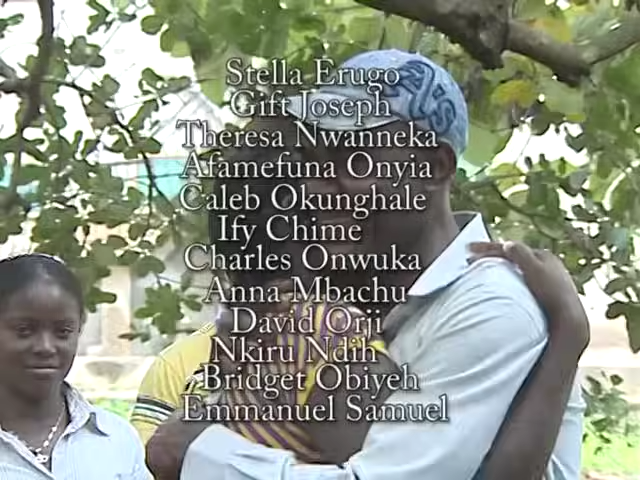 Stella Erugo
Gift Joseph
Theresa Nwanneka
Afamefuna Onyia
Caleb Okunghale
Ify Chime
Charles Onwuka
Anna Mbachu
David Orji
Nkiru Ndih
Bridget Obiyeh
Emmanuel Samuel